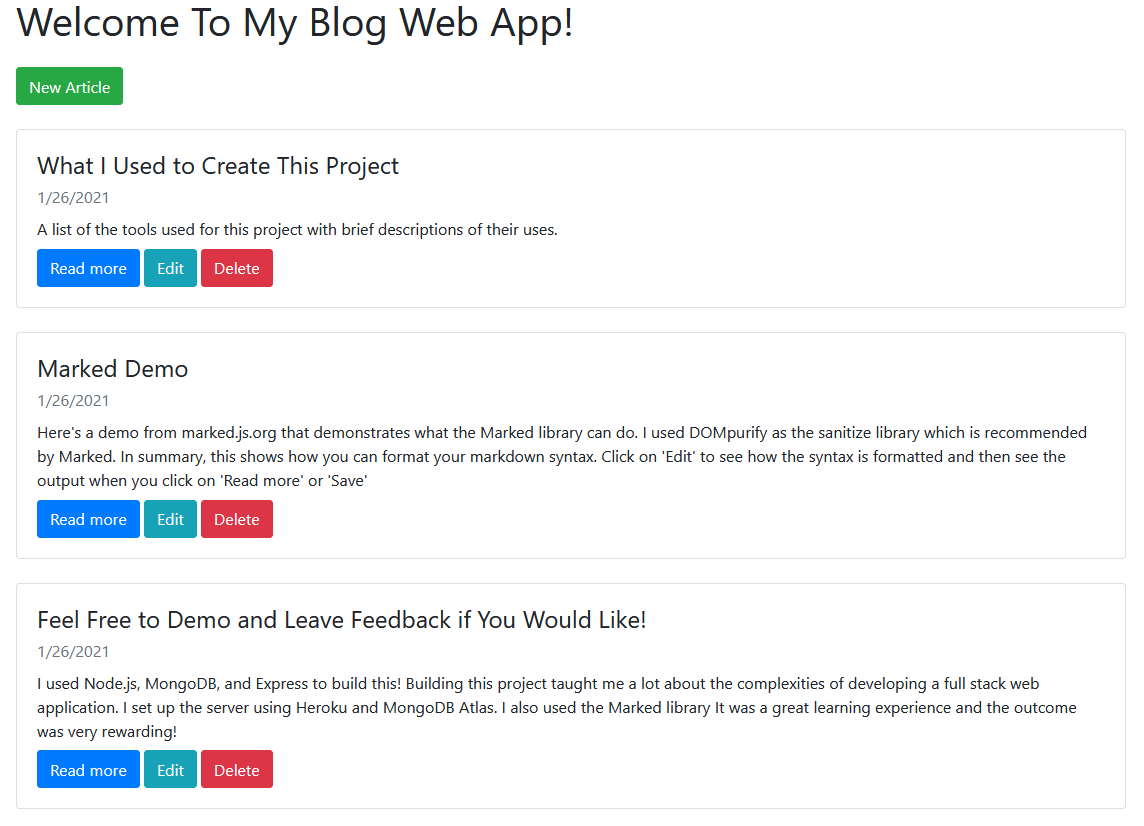 Welcome To My Blog Web App!
New Article
What I Used to Create This Project
1/26/2021
A list of the tools used for this project with brief descriptions of their uses.
Read more Edit Delete
Marked Demo
1/26/2021
Here's a demo from marked.js.org that demonstrates what the Marked library can do. I used DOMpurify as the sanitize library which is recommended
by Marked. In summary, this shows how you can format your markdown syntax. Click on 'Edit' to see how the syntax is formatted and then see the
output when you click on 'Read more' or 'Save'
Read more Edit Delete
Feel Free to Demo and Leave Feedback if You Would Like!
1/26/2021
I used Node.js, MongoDB, and Express to build this! Building this project taught me a lot about the complexities of developing a full stack web
application. I set up the server using Heroku and MongoDB Atlas. I also used the Marked library It was a great learning experience and the outcome
was very rewarding!
Read more Edit Delete